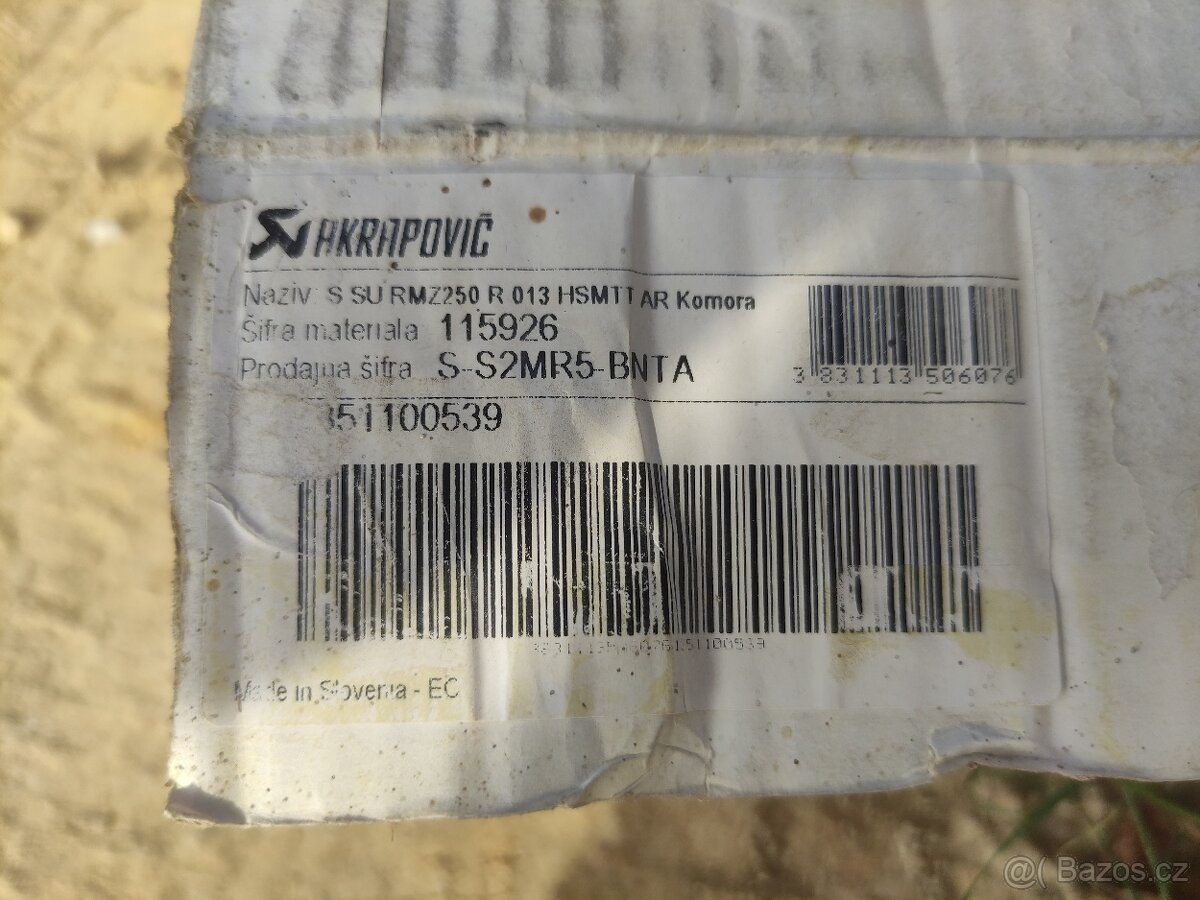 AKRAPOVIČ
Naziv: S SU RMZ250 R 013 HSMTT AR Komora
Šifra materiala 115926
Prodajna šifra S-S2MR5-BNTA
3 831113 506076
51100539
Made in Slovenia - EC
@( Bazos.cz